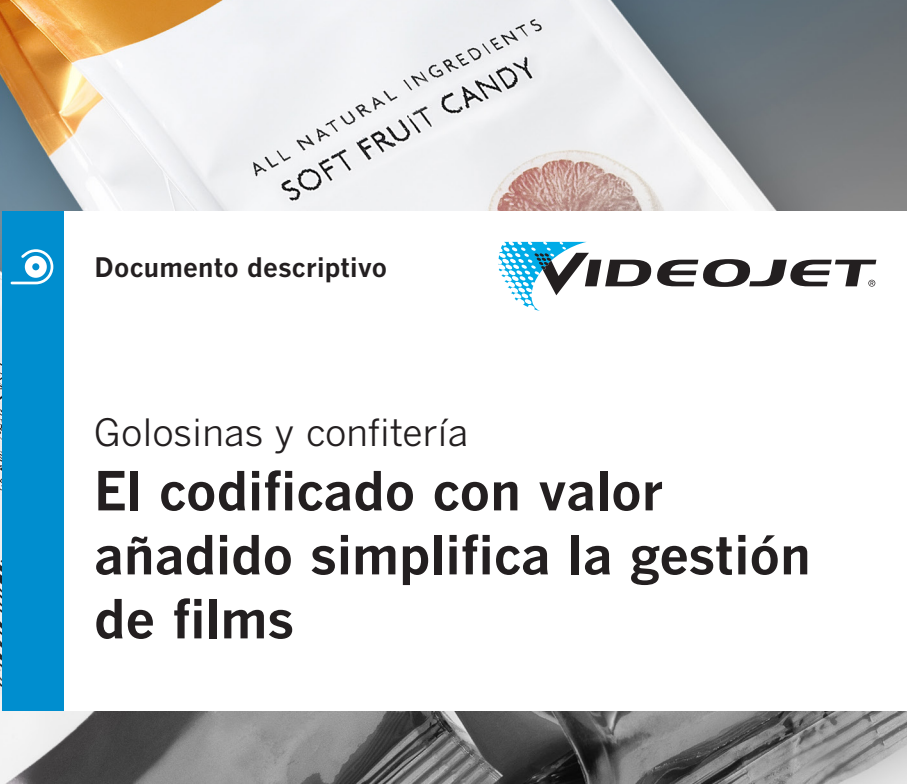 ALL NATURAL INGREDIENTS
SOFT FRUiT CANDY
Documento descriptivo
VIDEOJET®
Golosinas y confitería
El codificado con valor
añadido simplifica la gestión
de films